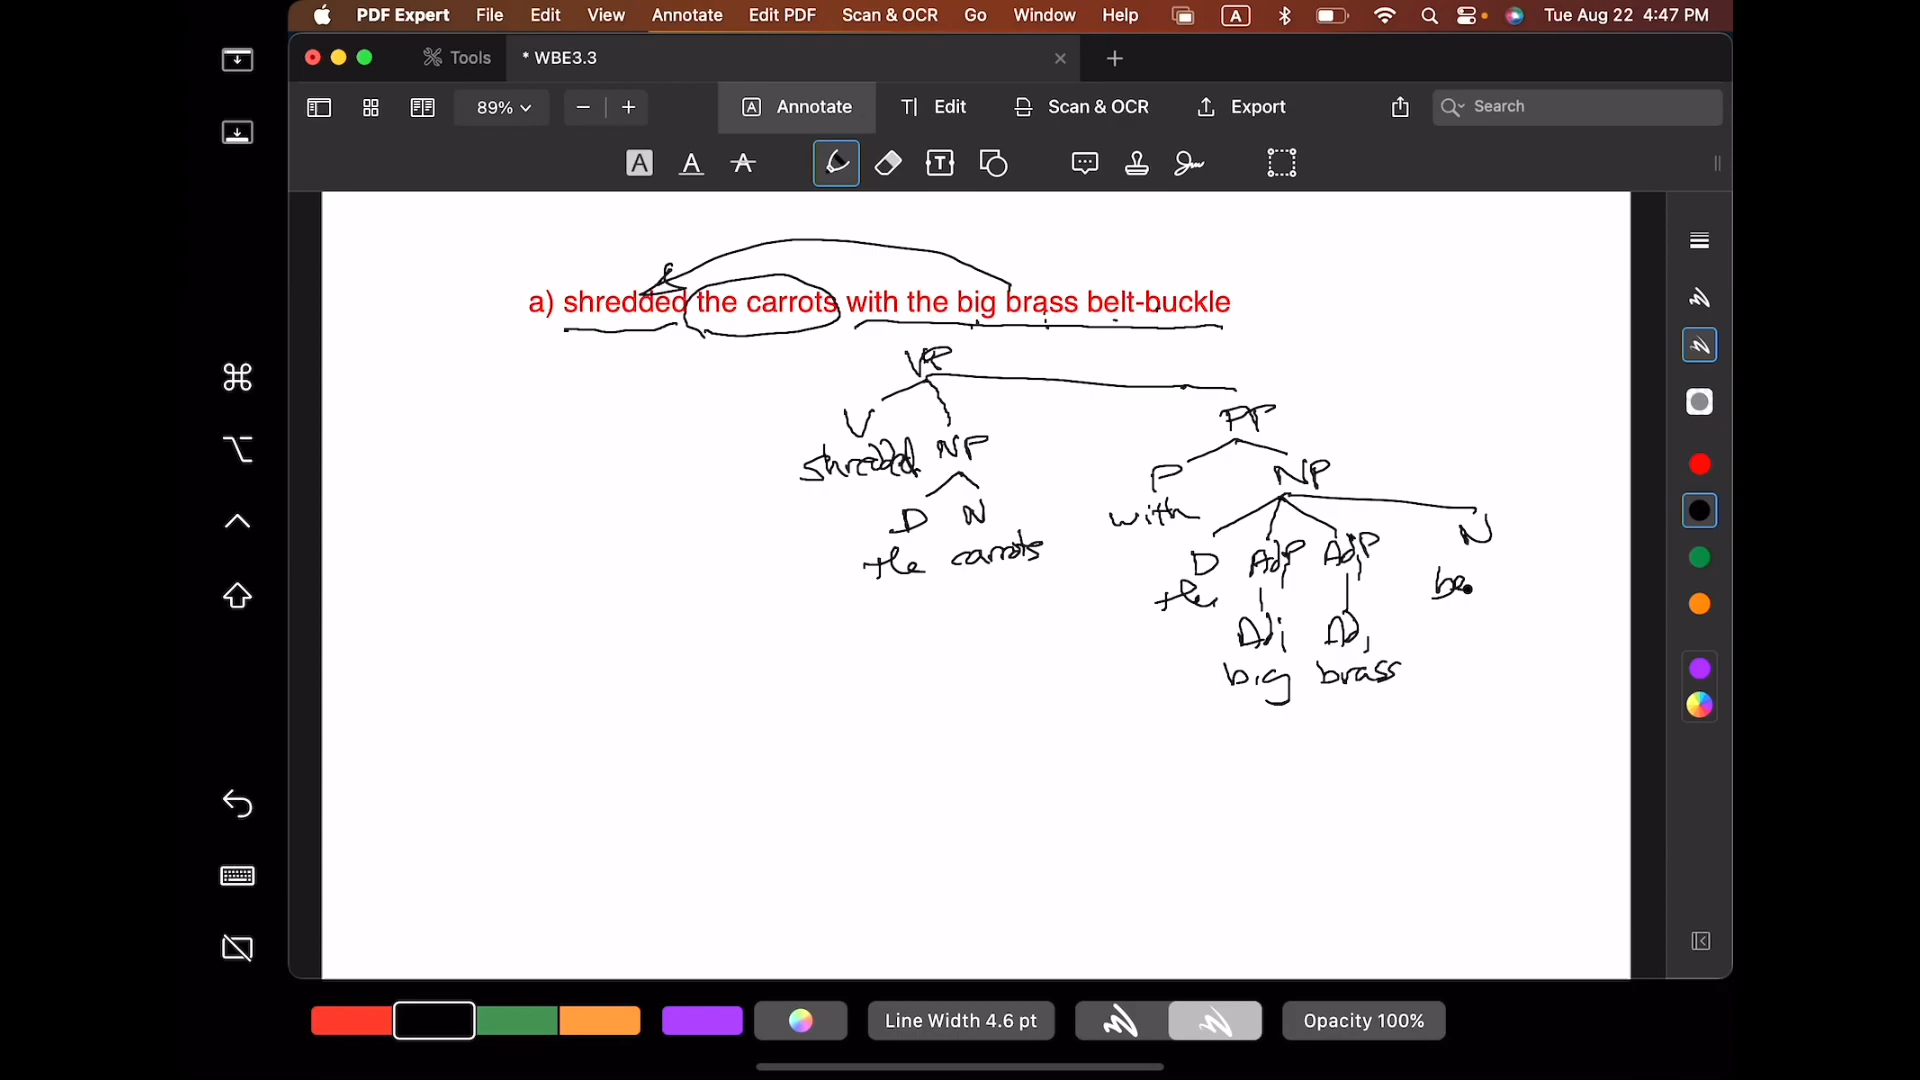 PDF Expert File Edit View Annotate Edit PDF Scan & OCR Go Window Help A Tue Aug 22 4:47 PM
Tools * WBE3.3
89% Annotate Edit Scan & OCR Export Search
A A A T
a) shredded the carrots with the big brass belt-buckle
VP
V PP
shredded NP P NP
D N with N
the carrots D AdjP AdjP
the be
Adj Adj
big brass
Line Width 4.6 pt Opacity 100%